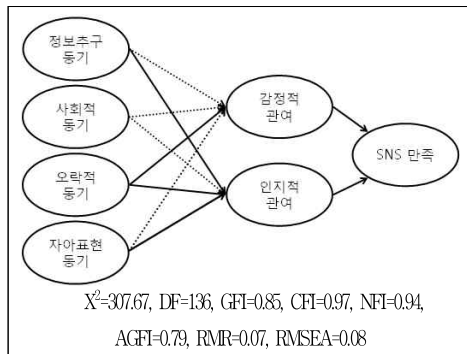 정보추구
동기
사회적
동기
오락적
동기
자아표현
동기
감정적
관여
인지적
관여
SNS 만족
X²=307.67, DF=136, GFI=0.85, CFI=0.97, NFI=0.94,
AGFI=0.79, RMR=0.07, RMSEA=0.08